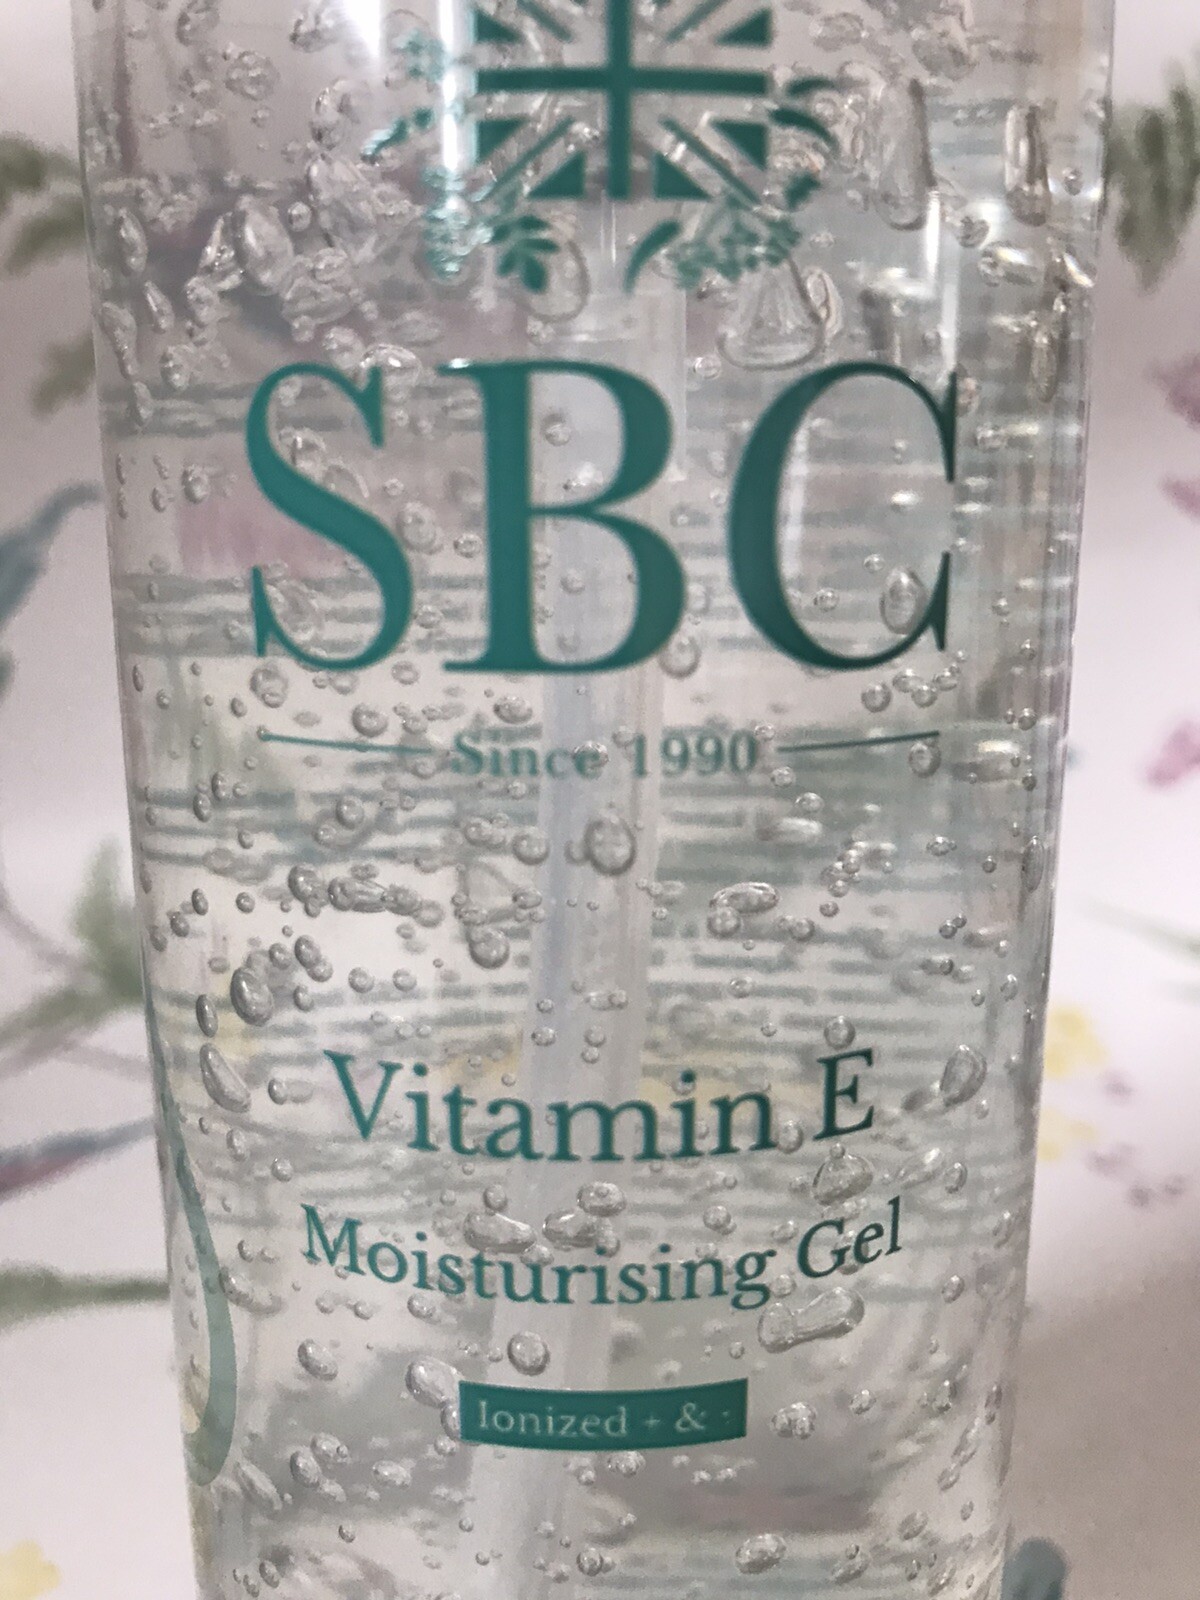 SBC
Since 1990
Vitamin E
Moisturising Gel
Ionized + & -